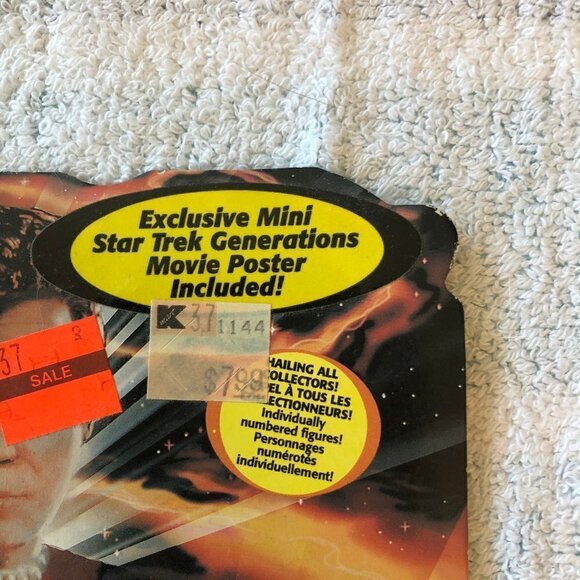 Exclusive Mini
Star Trek Generations
Movie Poster
Included!
K 37 1144
$7.99
37
SALE
HAILING ALL
COLLECTORS!
À TOUS LES
Individually
numbered figures!
Personnages
numérotés
individuellement!